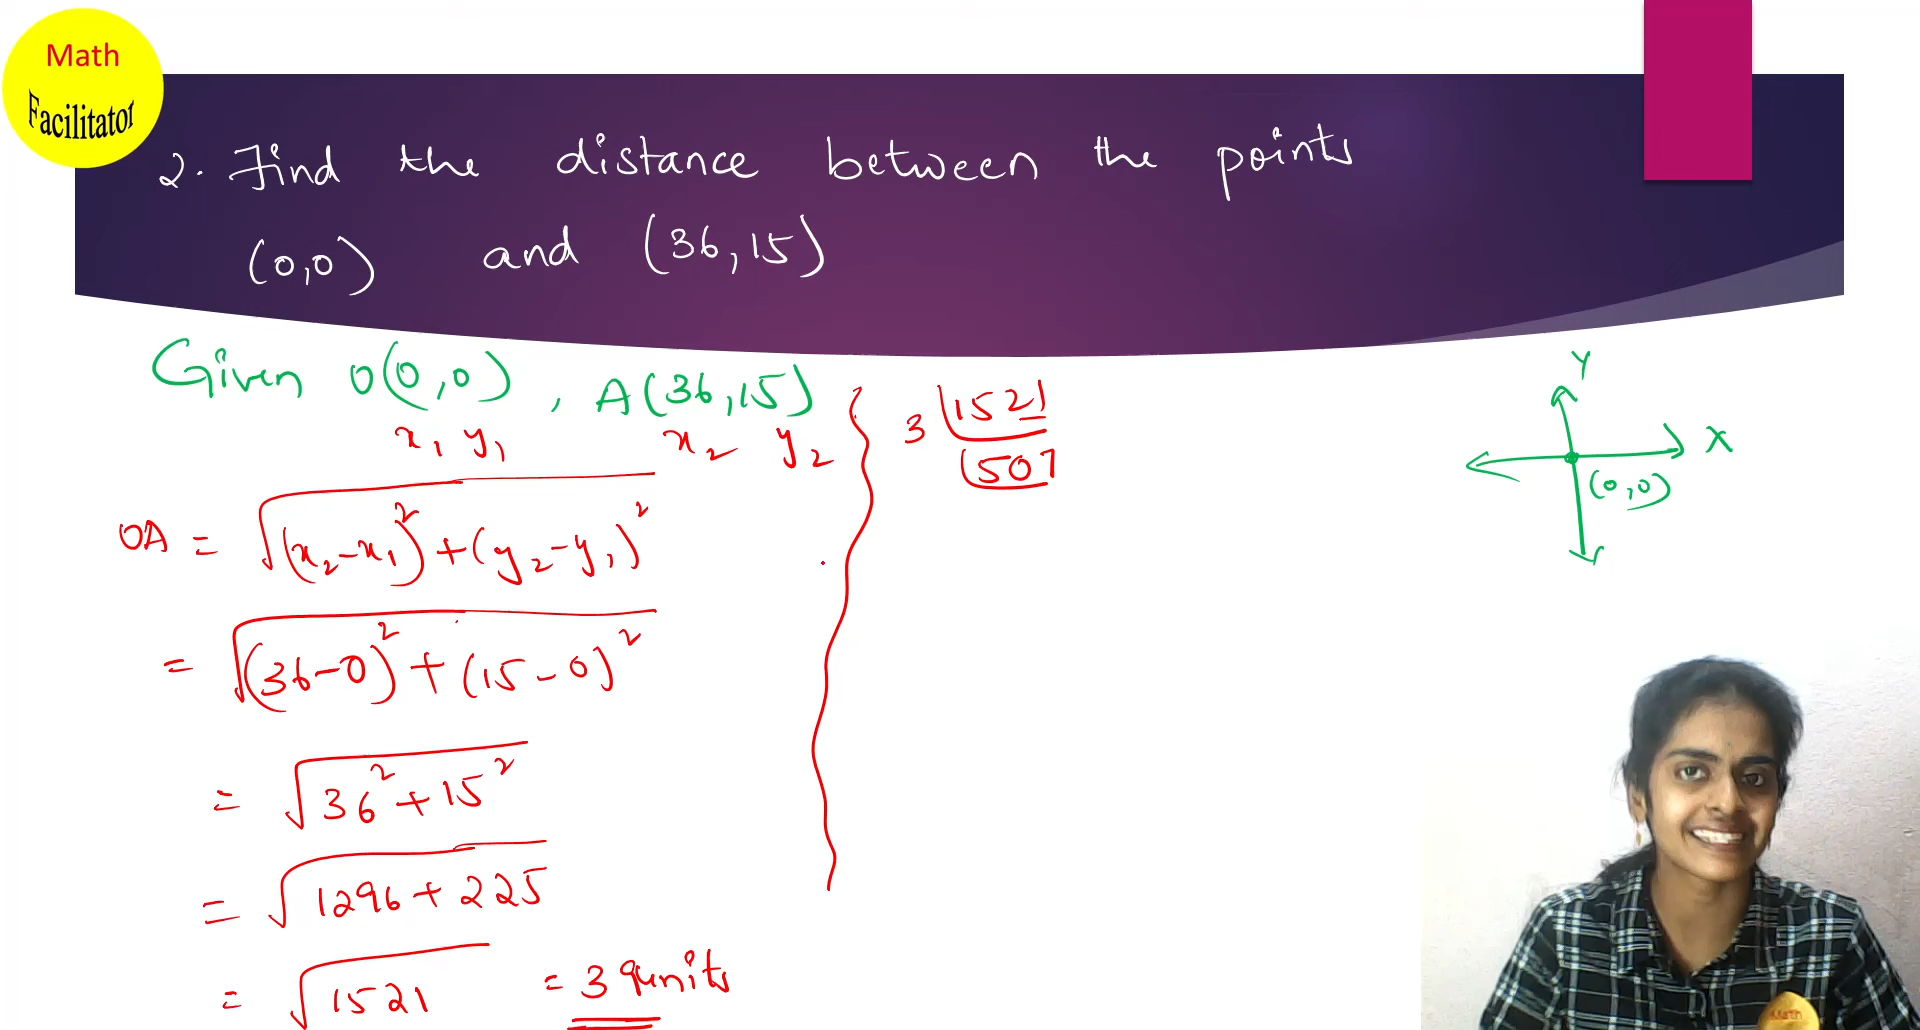 Math
Facilitator
2. Find the distance between the points
(0,0) and (36,15)
Given O(0,0), A(36,15)
x₁ y₁ x₂ y₂
OA = √(x₂-x₁)²+(y₂-y₁)²
= √(36-0)²+(15-0)²
= √36²+15²
= √1296+225
= √1521 = 39units
3 1521
507
Y
X
(0,0)
Math